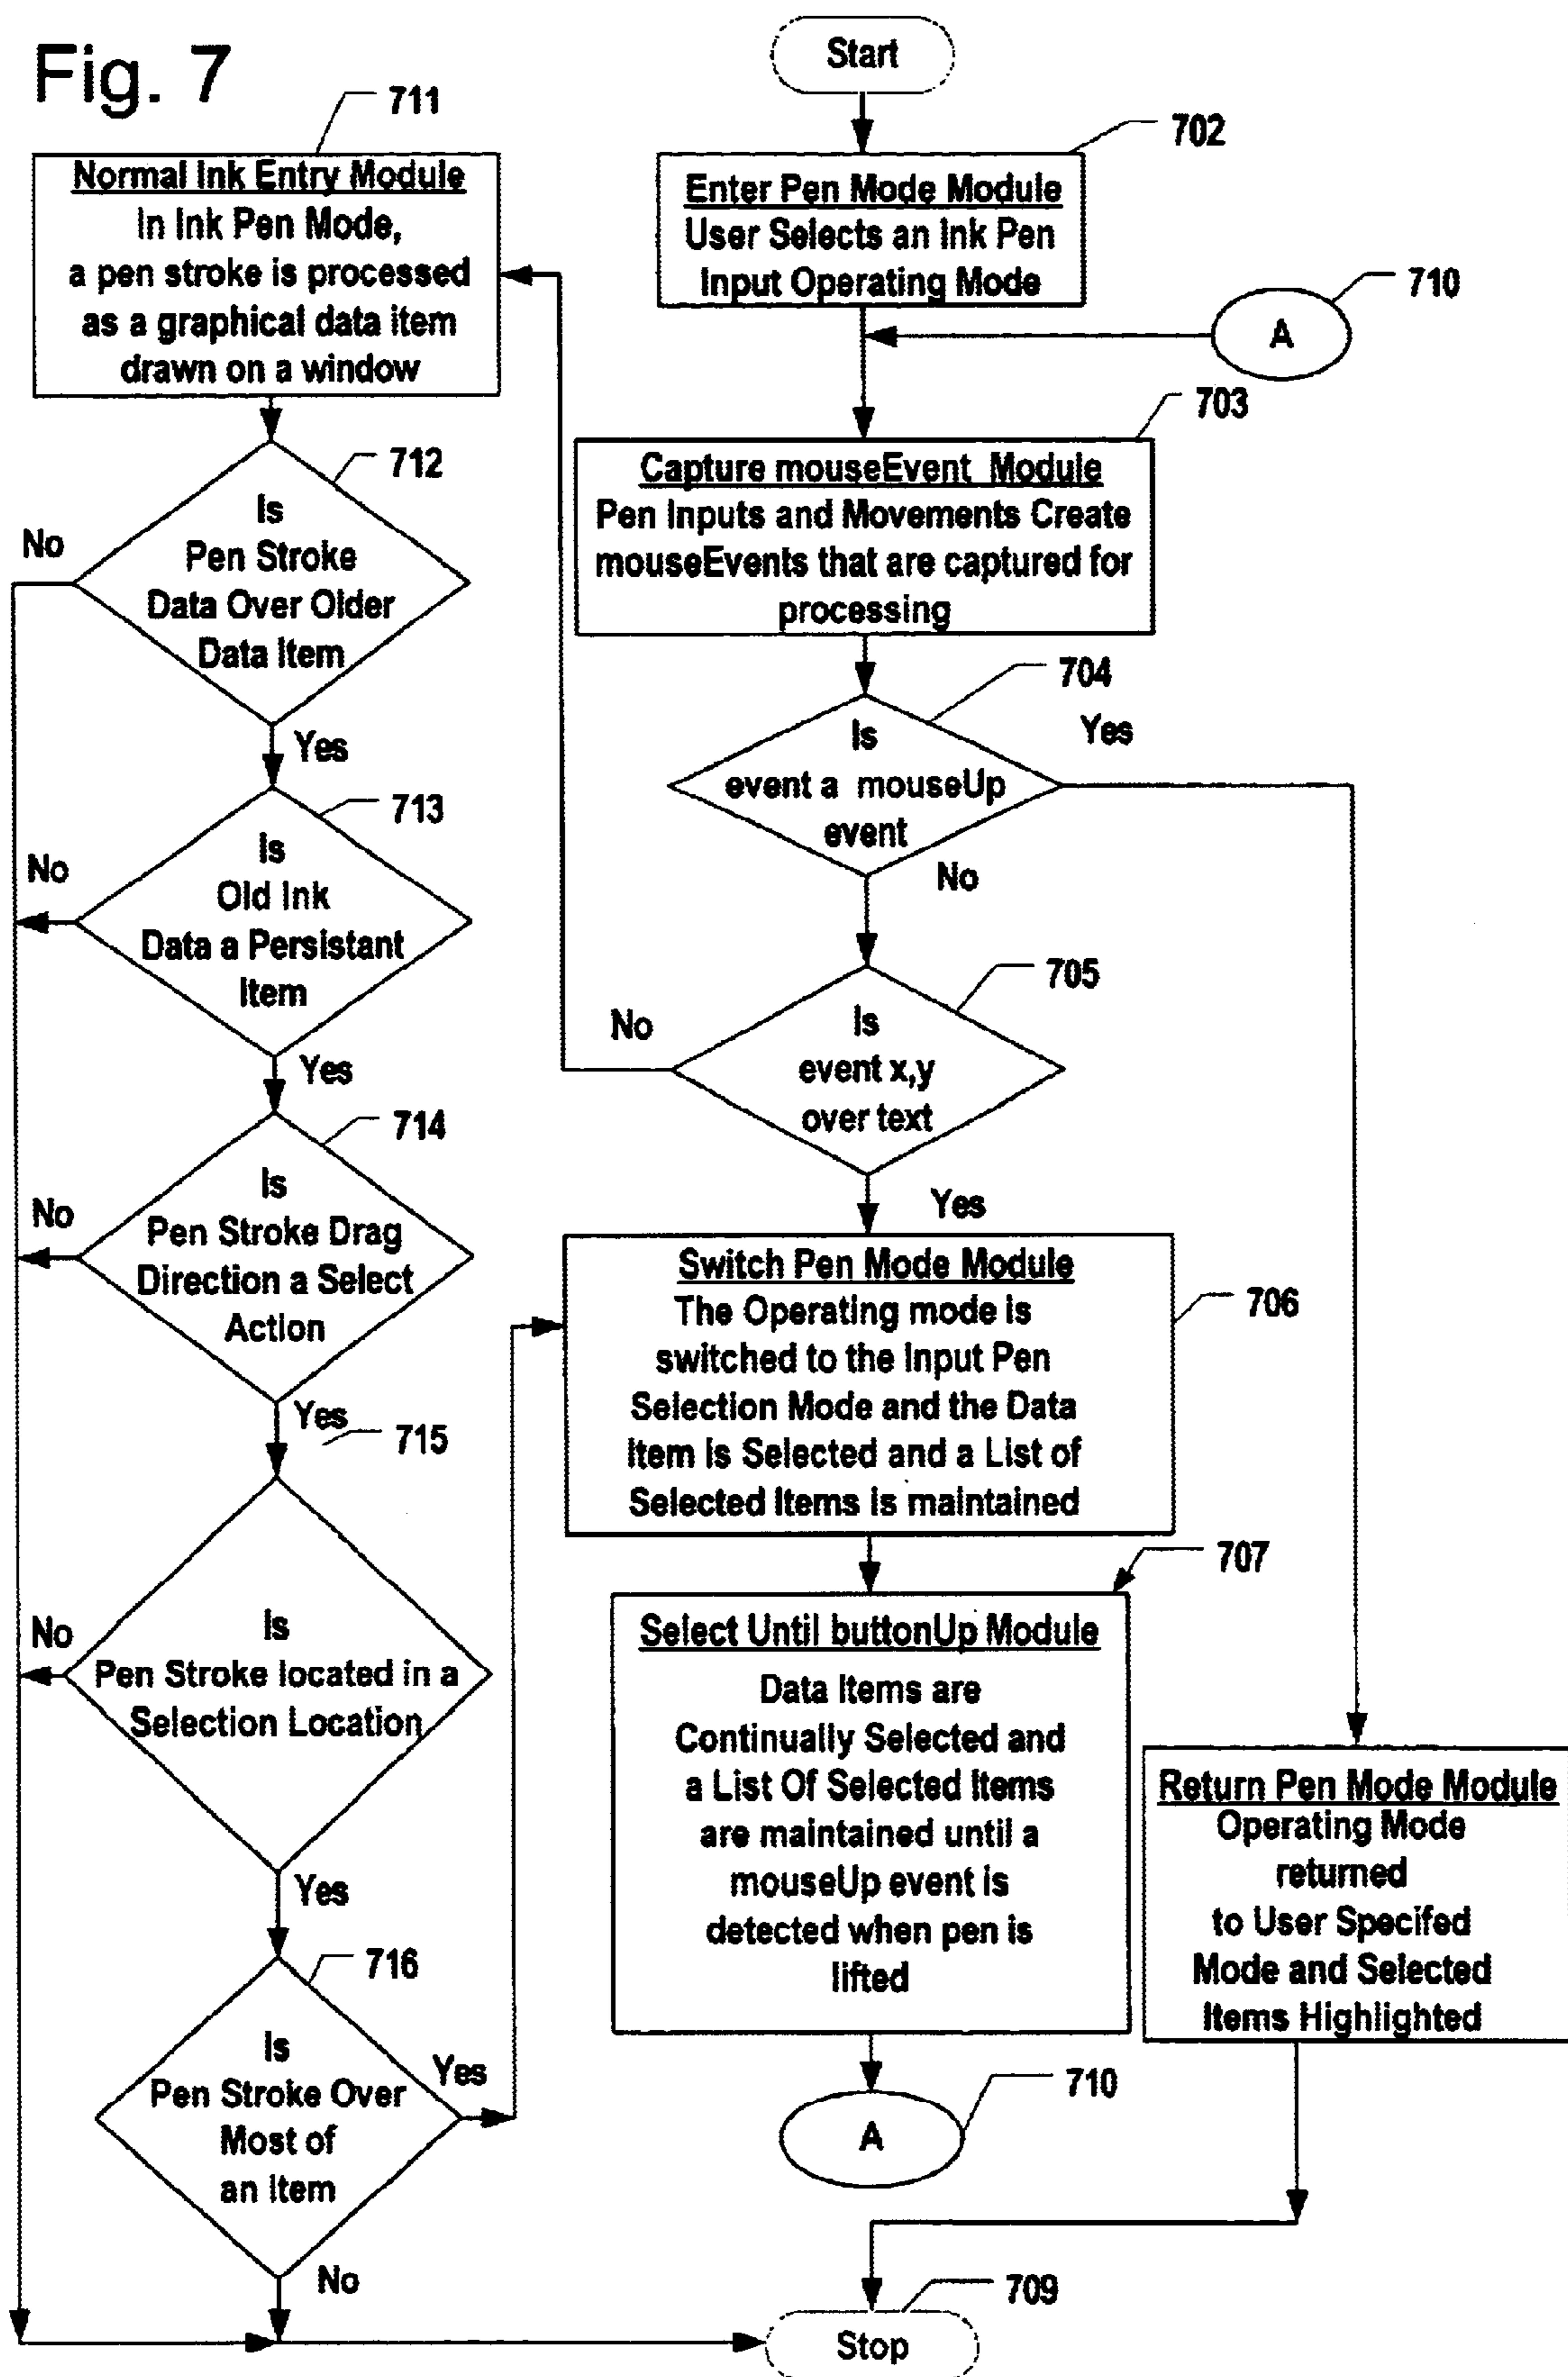 Fig. 7
Start
702
Enter Pen Mode Module
User Selects an Ink Pen
Input Operating Mode
710
A
703
Capture mouseEvent Module
Pen Inputs and Movements Create
mouseEvents that are captured for
processing
704
Is
event a mouseUp
event
Yes
No
705
Is
event x,y
over text
No
Yes
711
Normal Ink Entry Module
In Ink Pen Mode,
a pen stroke is processed
as a graphical data item
drawn on a window
712
Is
Pen Stroke
Data Over Older
Data Item
No
Yes
713
Is
Old Ink
Data a Persistant
Item
No
Yes
714
Is
Pen Stroke Drag
Direction a Select
Action
No
Yes
715
Is
Pen Stroke located in a
Selection Location
No
Yes
716
Is
Pen Stroke Over
Most of
an Item
Yes
No
706
Switch Pen Mode Module
The Operating mode is
switched to the Input Pen
Selection Mode and the Data
Item is Selected and a List of
Selected Items is maintained
707
Select Until buttonUp Module
Data Items are
Continually Selected and
a List Of Selected Items
are maintained until a
mouseUp event is
detected when pen is
lifted
710
A
Return Pen Mode Module
Operating Mode
returned
to User Specifed
Mode and Selected
Items Highlighted
709
Stop